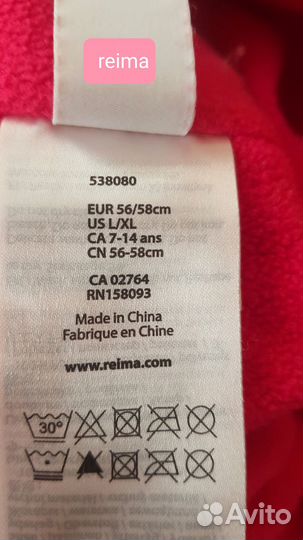 reima
538080
EUR 56/58cm
US L/XL
CA 7-14 ans
CN 56-58cm
CA 02764
RN158093
Made in China
Fabrique en Chine
www.reima.com
30°
Avito